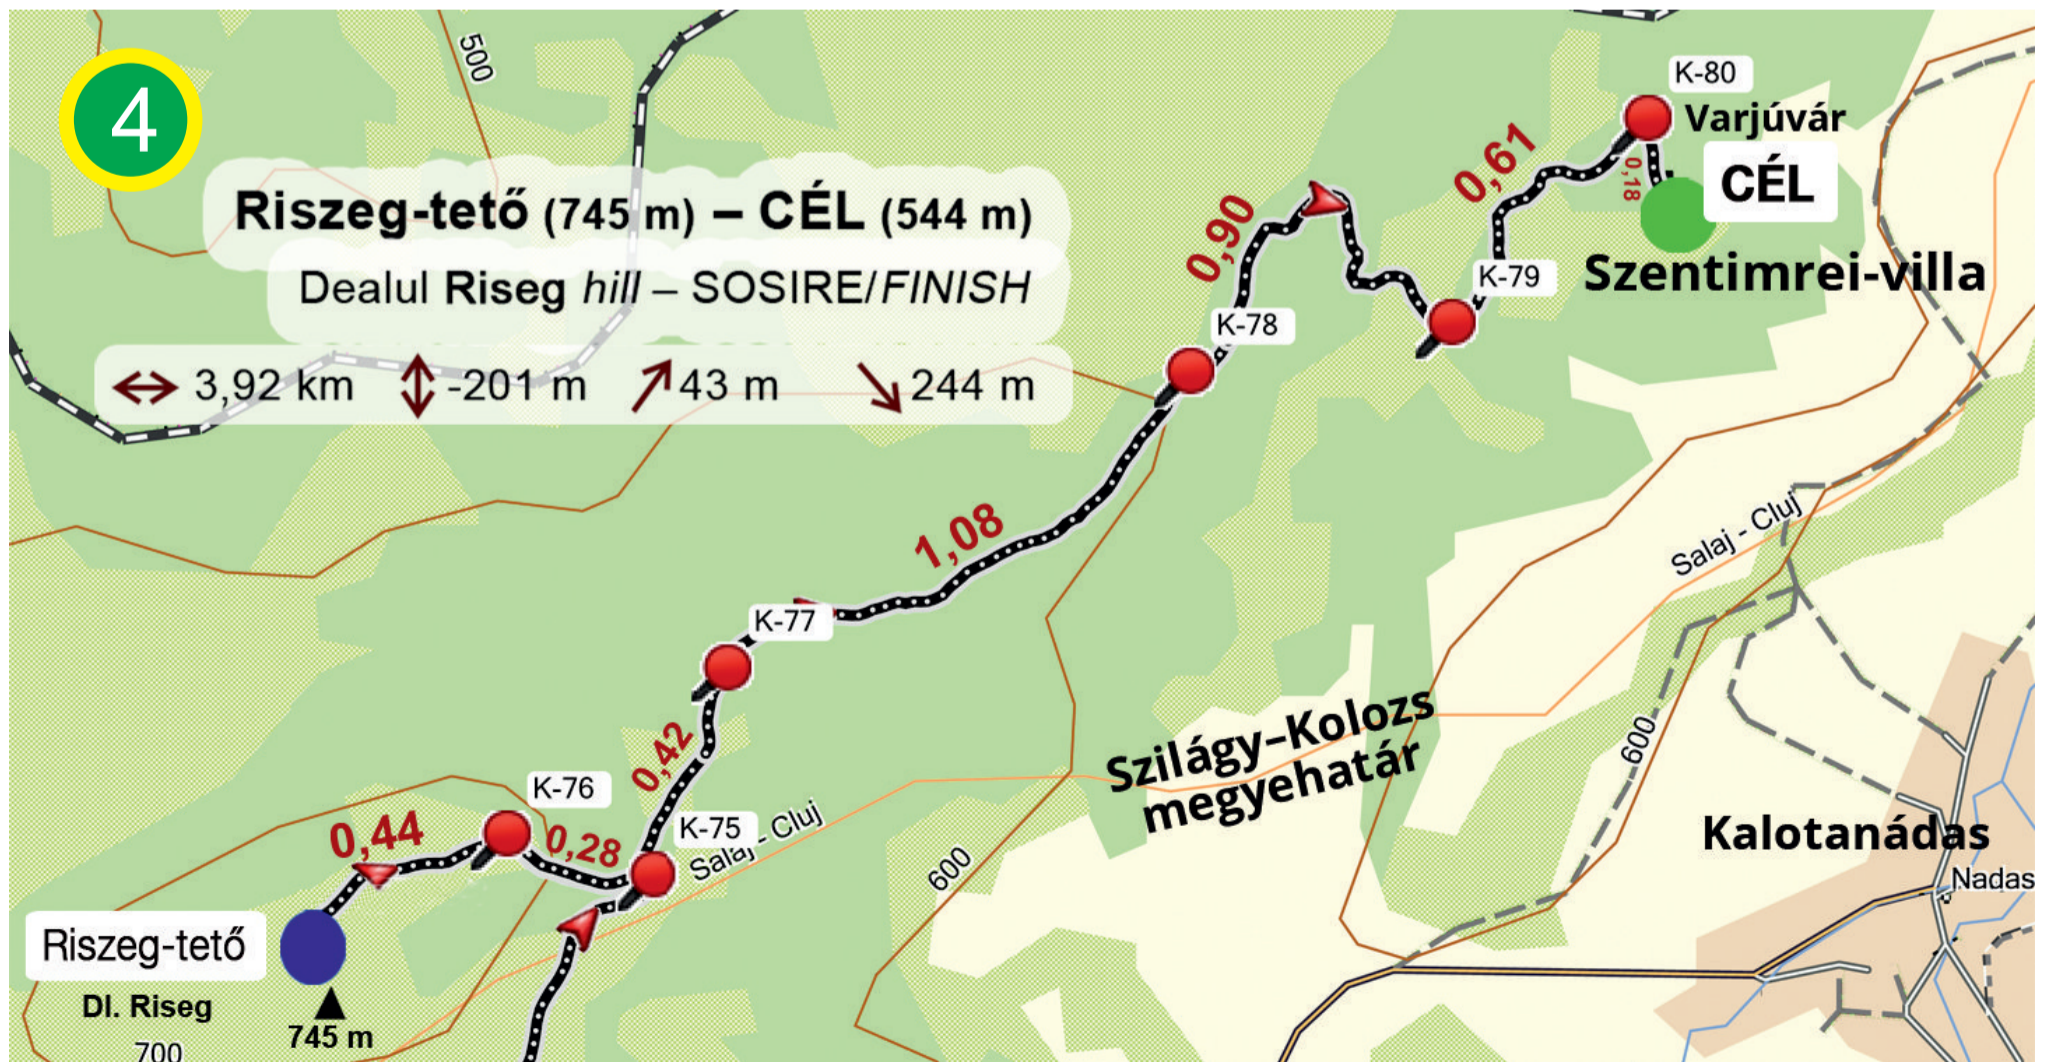 4
500
Riszeg-tető (745 m) – CÉL (544 m)
Dealul Riseg hill – SOSIRE/FINISH
3,92 km -201 m 43 m 244 m
K-80
Varjúvár
CÉL
0,18
0,61
Szentimrei-villa
K-79
0,90
K-78
1,08
K-77
0,42
K-76
0,44
0,28
K-75
Salaj - Cluj
Salaj - Cluj
Szilágy–Kolozs
megyehatár
600
600
Kalotanádas
Nadas
Riszeg-tető
Dl. Riseg
745 m
700